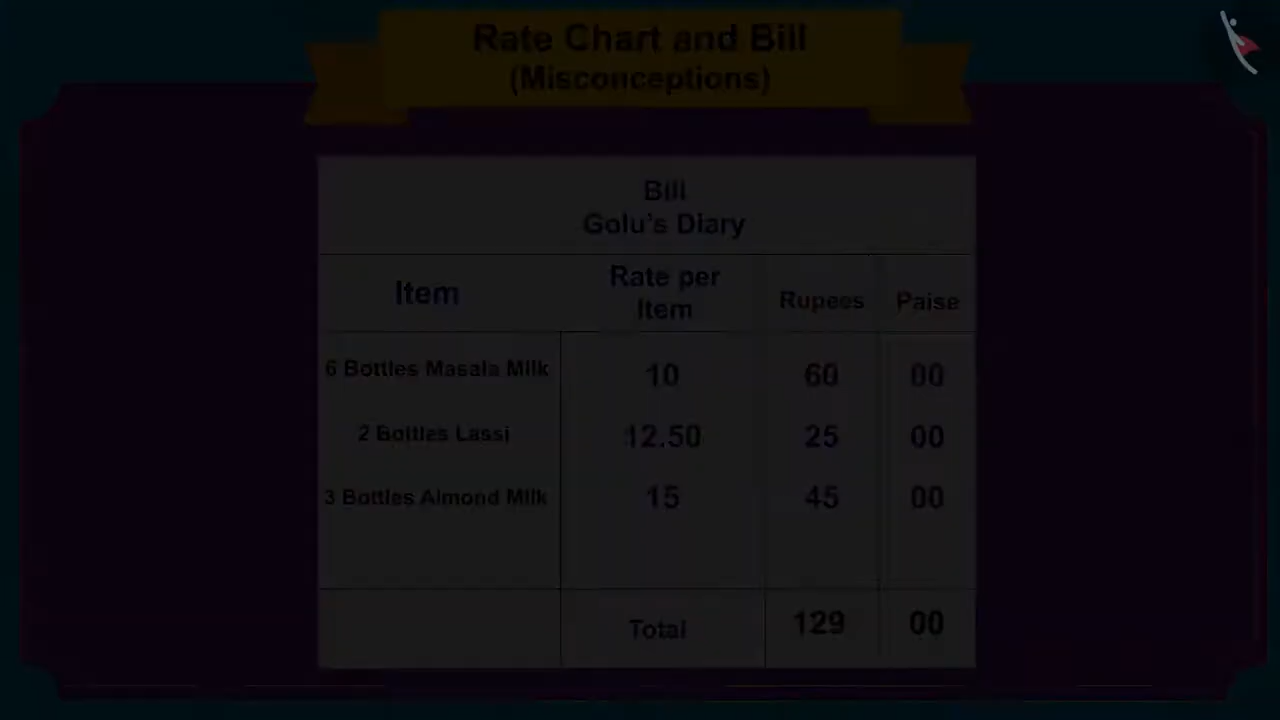 Rate Chart and Bill
(Misconceptions)
Bill
Golu's Diary
Item
Rate per
Item
Rupees
Paise
6 Bottles Masala Milk
10
60
00
2 Bottles Lassi
12.50
25
00
3 Bottles Almond Milk
15
45
00
Total
129
00